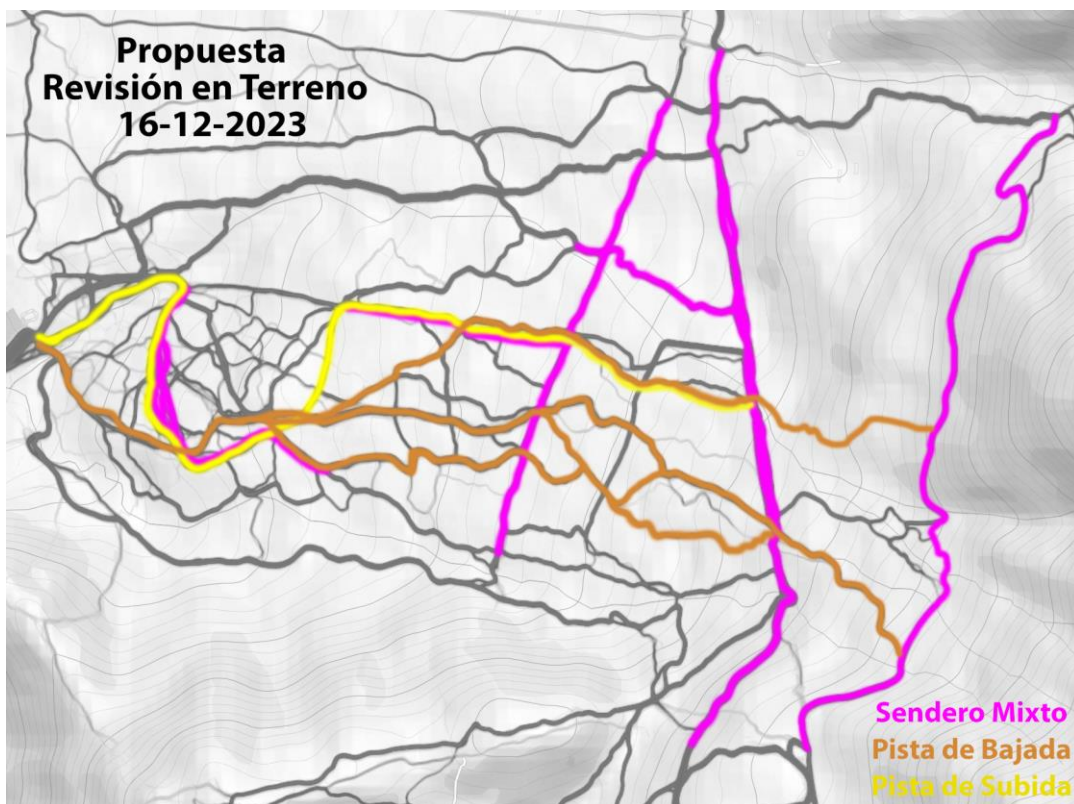 Propuesta
Revisión en Terreno
16-12-2023
Sendero Mixto
Pista de Bajada
Pista de Subida